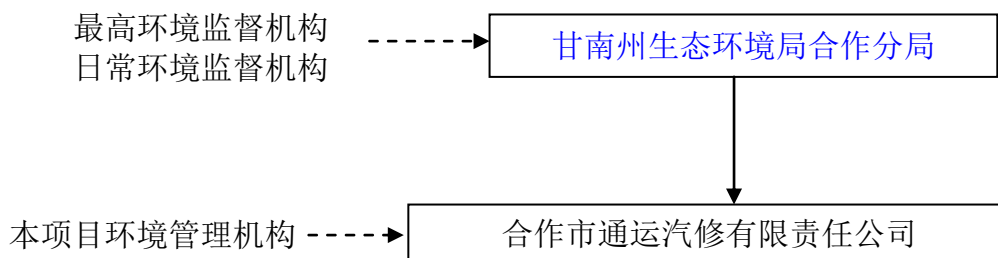 最高环境监督机构
日常环境监督机构
甘南州生态环境局合作分局
本项目环境管理机构
合作市通运汽修有限责任公司